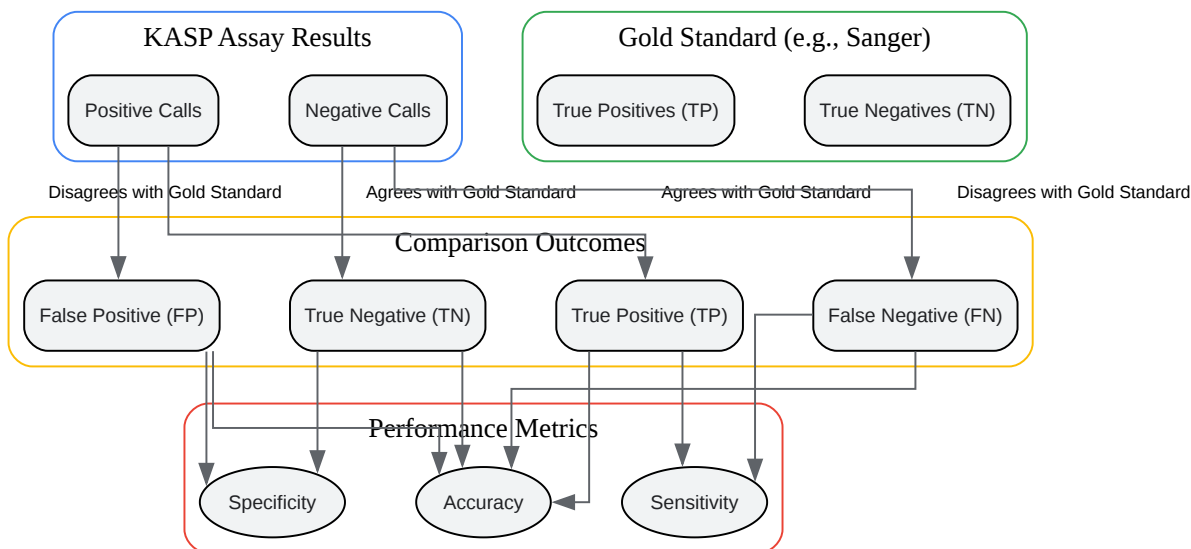 KASP Assay Results
Gold Standard (e.g., Sanger)
Positive Calls
Negative Calls
True Positives (TP)
True Negatives (TN)
Disagrees with Gold Standard
Agrees with Gold Standard
Agrees with Gold Standard
Disagrees with Gold Standard
Comparison Outcomes
False Positive (FP)
True Negative (TN)
True Positive (TP)
False Negative (FN)
Performance Metrics
Specificity
Accuracy
Sensitivity